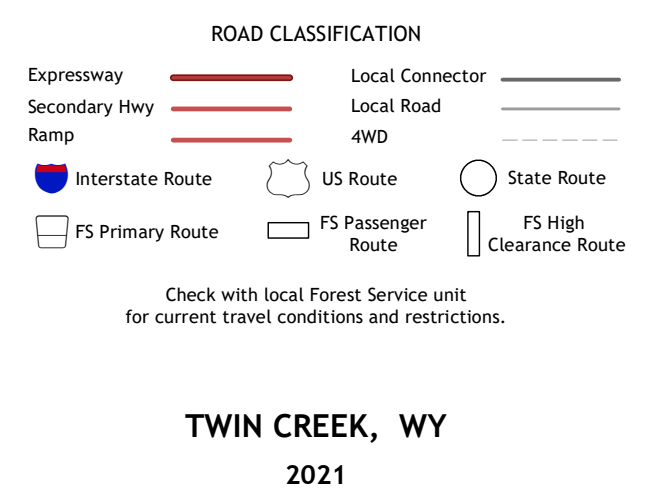 ROAD CLASSIFICATION
Expressway
Local Connector
Secondary Hwy
Local Road
Ramp
4WD
Interstate Route
US Route
State Route
FS Primary Route
FS Passenger
Route
FS High
Clearance Route
Check with local Forest Service unit
for current travel conditions and restrictions.
TWIN CREEK, WY
2021